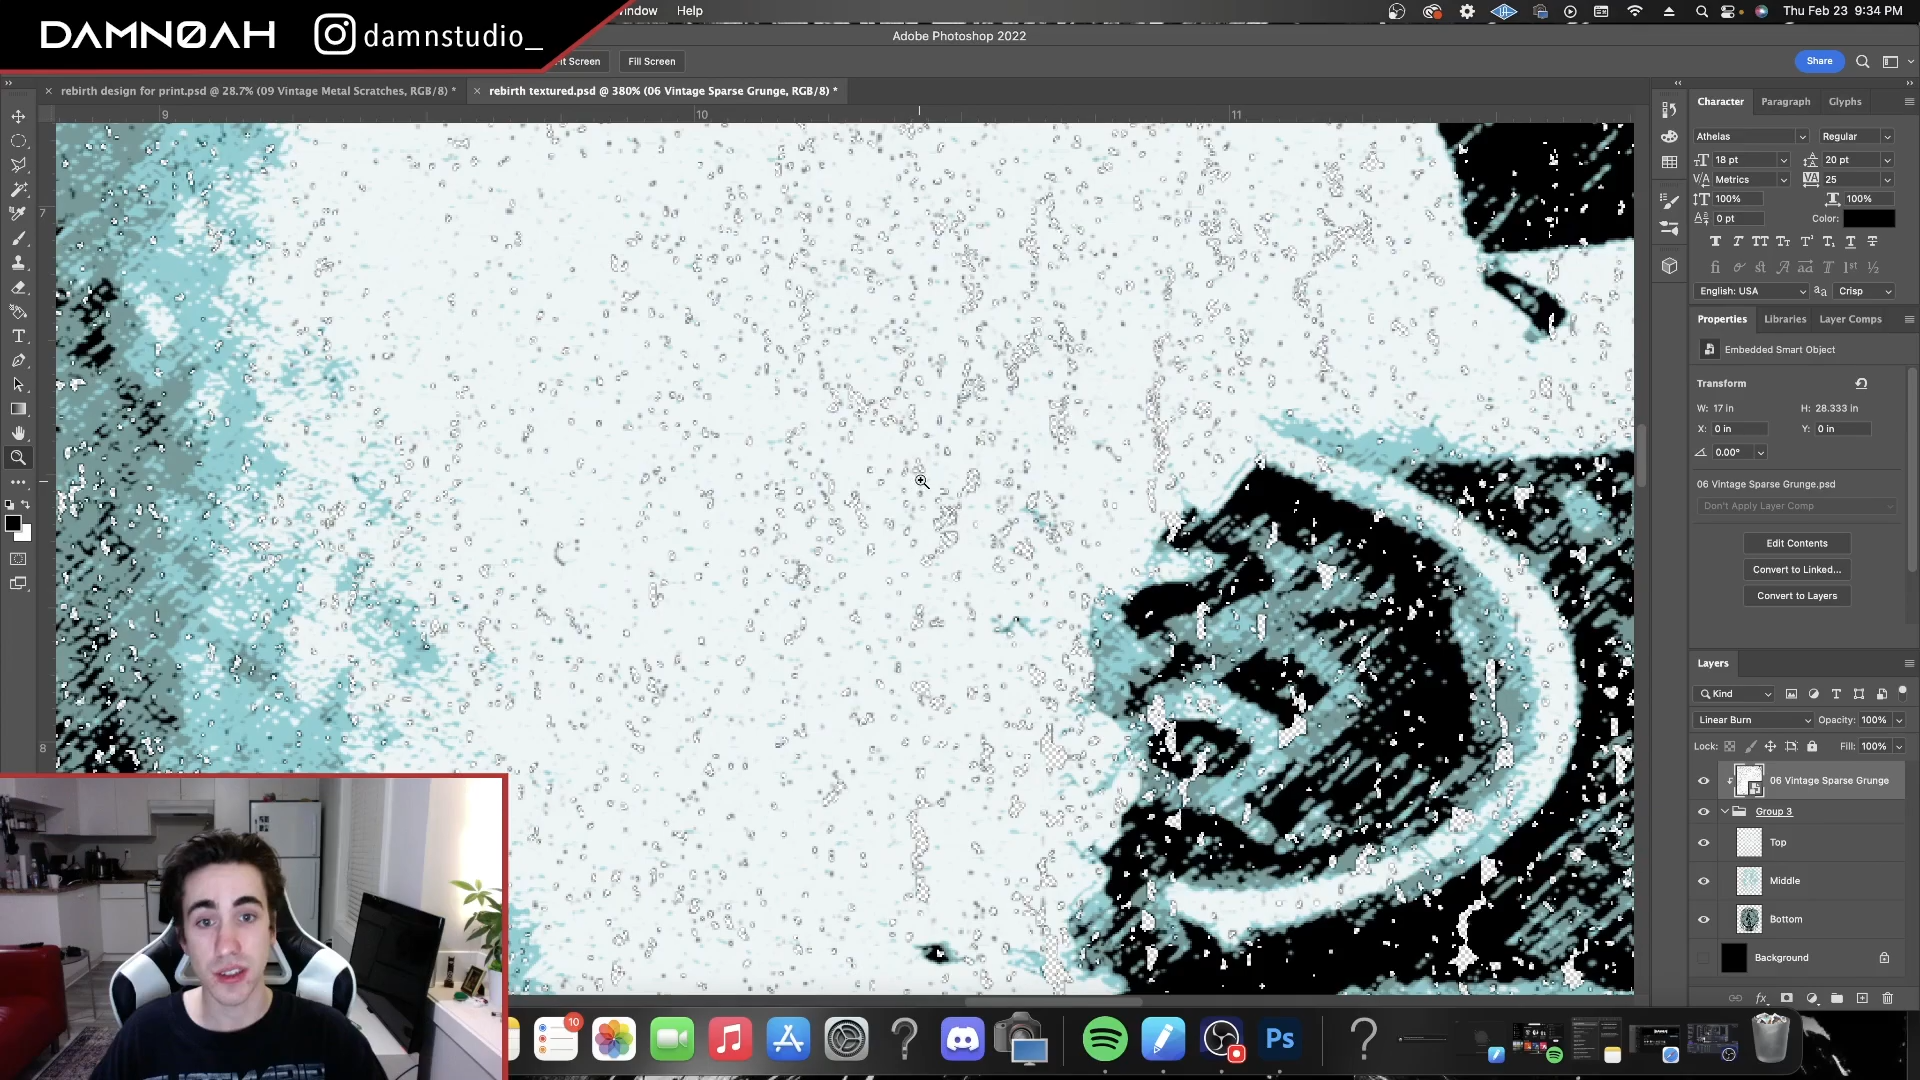 DAMNØAH
damnstudio_
Window
Help
Thu Feb 23 9:34 PM
Adobe Photoshop 2022
Fit Screen
Fill Screen
Share
× rebirth design for print.psd @ 28.7% (09 Vintage Metal Scratches, RGB/8) *
× rebirth textured.psd @ 380% (06 Vintage Sparse Grunge, RGB/8) *
9
10
11
7
8
Character
Paragraph
Glyphs
Athelas
Regular
18 pt
20 pt
Metrics
25
100%
100%
0 pt
Color:
English: USA
Crisp
Properties
Libraries
Layer Comps
Embedded Smart Object
Transform
W: 17 in
H: 28.333 in
X: 0 in
Y: 0 in
0.00°
06 Vintage Sparse Grunge.psd
Don't Apply Layer Comp
Edit Contents
Convert to Linked...
Convert to Layers
Layers
Kind
Linear Burn
Opacity: 100%
Lock:
Fill: 100%
06 Vintage Sparse Grunge
Group 3
Top
Middle
Bottom
Background
fx
10
Ps